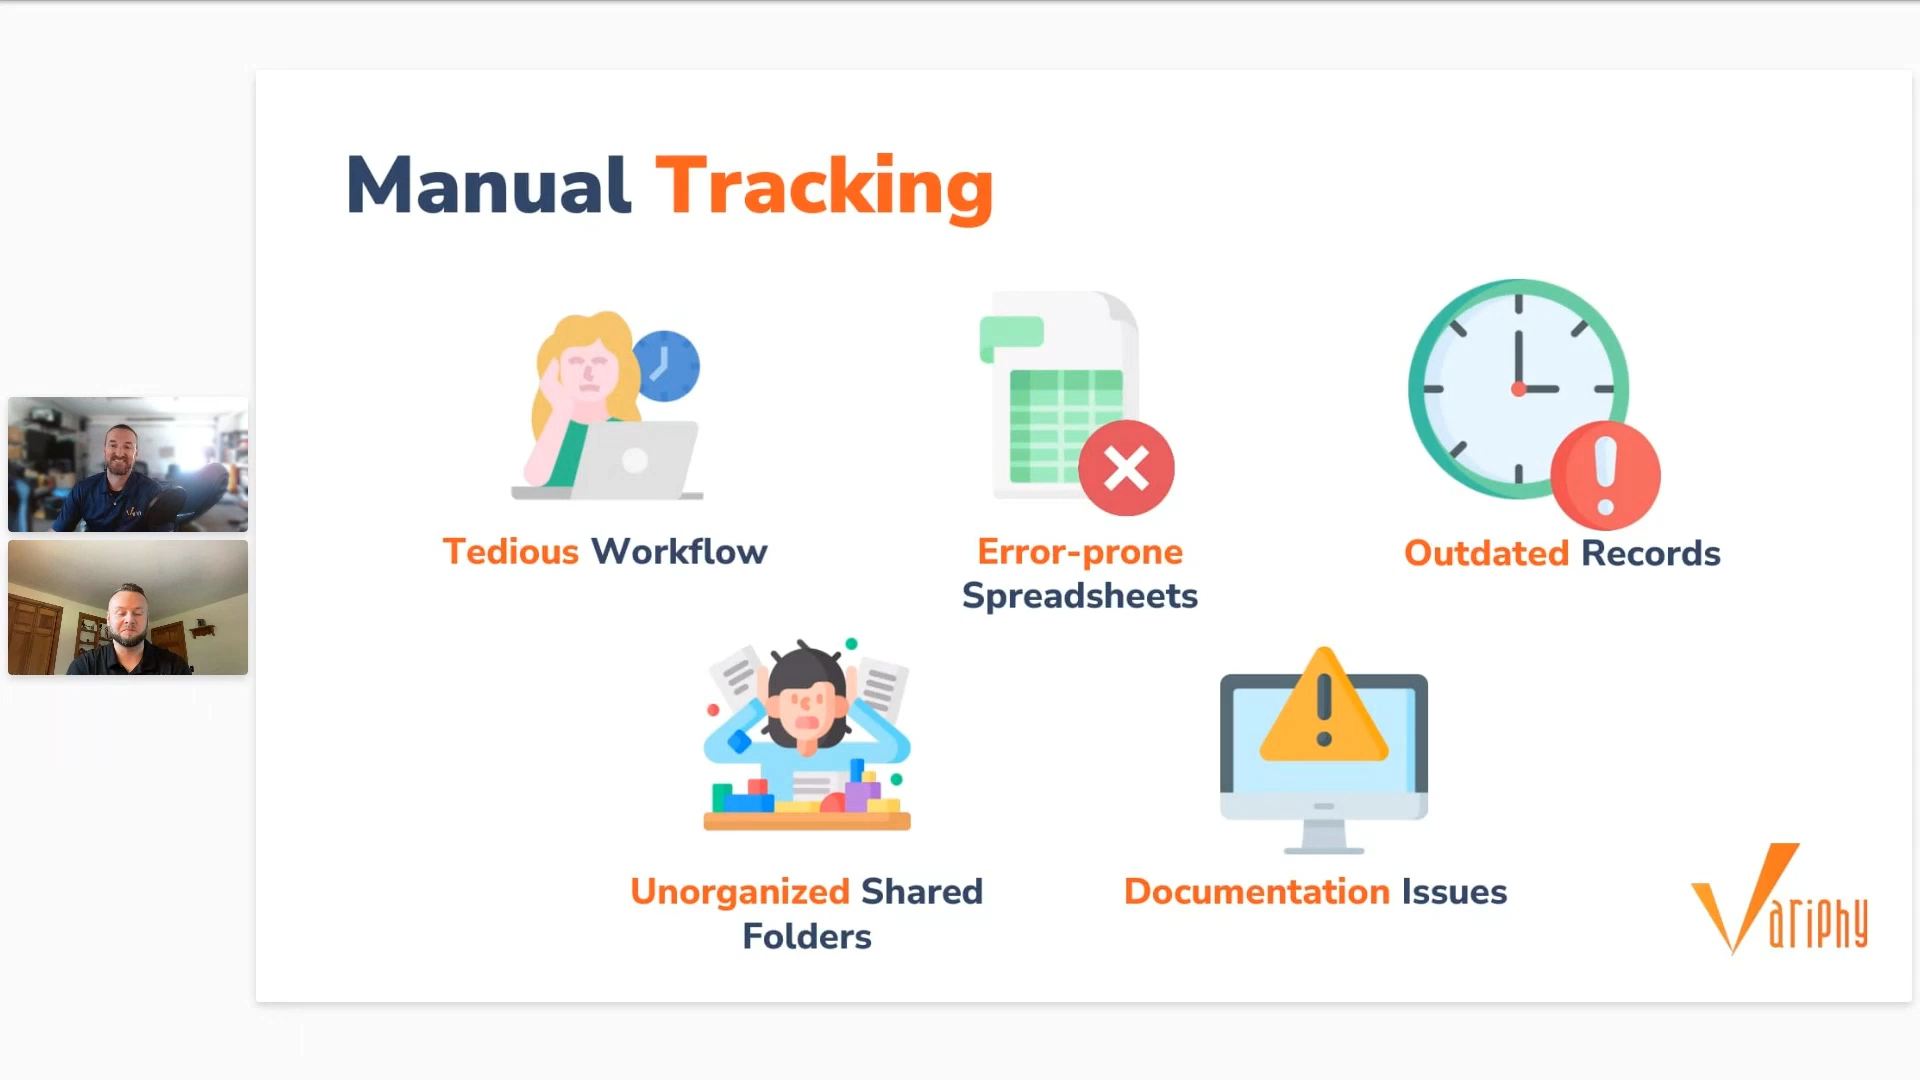 Manual Tracking
Tedious Workflow
Error-prone
Spreadsheets
Outdated Records
Unorganized Shared
Folders
Documentation Issues
Variphy